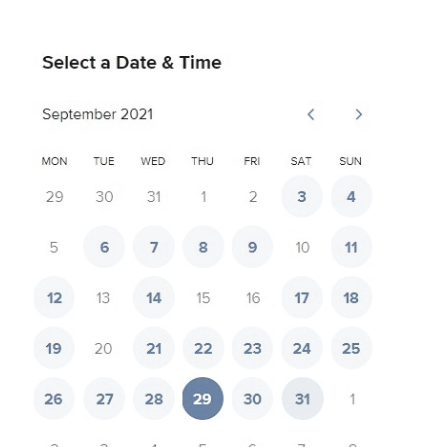 Select a Date & Time
September 2021
MON TUE WED THU FRI SAT SUN
29 30 31 1 2 3 4
5 6 7 8 9 10 11
12 13 14 15 16 17 18
19 20 21 22 23 24 25
26 27 28 29 30 31 1